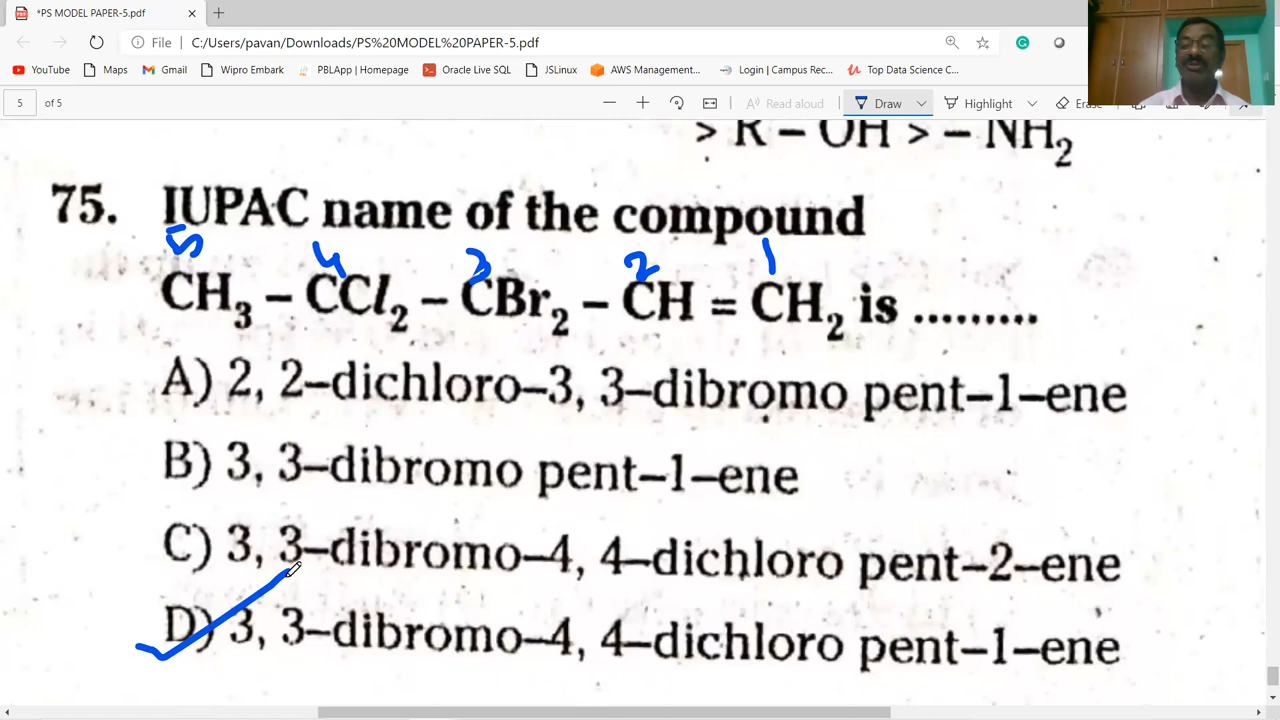 *PS MODEL PAPER-5.pdf
File C:/Users/pavan/Downloads/PS%20MODEL%20PAPER-5.pdf
YouTube Maps Gmail Wipro Embark PBLApp | Homepage Oracle Live SQL JSLinux AWS Management... Login | Campus Rec... Top Data Science C...
5 of 5 Read aloud Draw Highlight Erase
> R – OH > – NH₂
75. IUPAC name of the compound
5 4 3 2 1
CH₃ – CCl₂ – CBr₂ – CH = CH₂ is .........
A) 2, 2–dichloro–3, 3–dibromo pent–1–ene
B) 3, 3–dibromo pent–1–ene
C) 3, 3–dibromo–4, 4–dichloro pent–2–ene
D) 3, 3–dibromo–4, 4–dichloro pent–1–ene